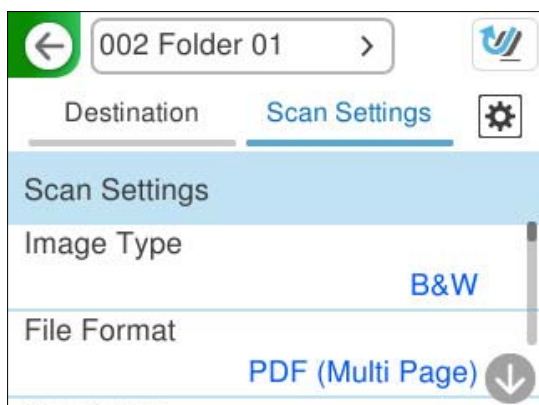 002 Folder 01
Destination
Scan Settings
Scan Settings
Image Type
B&W
File Format
PDF (Multi Page)